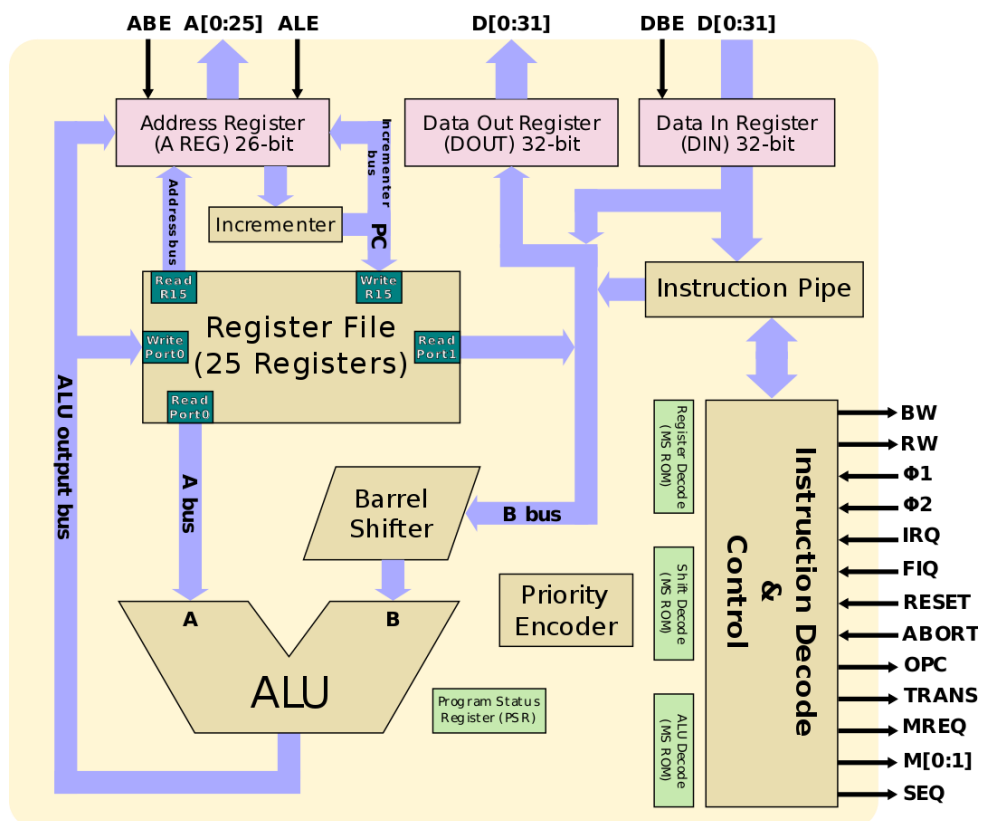 ABE A[0:25] ALE D[0:31] DBE D[0:31]
Address Register
(A REG) 26-bit
Data Out Register
(DOUT) 32-bit
Data In Register
(DIN) 32-bit
Incrementer
bus
Address bus
Incrementer
PC
Read
R15
Write
R15
Instruction Pipe
Register File
(25 Registers)
Write
Port0
Read
Port1
Read
Port0
ALU output bus
A bus
Barrel
Shifter
B bus
Register Decode
(MS ROM)
Shift Decode
(MS ROM)
ALU Decode
(MS ROM)
Instruction Decode
&
Control
Priority
Encoder
A
B
ALU
Program Status
Register (PSR)
BW
RW
Φ1
Φ2
IRQ
FIQ
RESET
ABORT
OPC
TRANS
MREQ
M[0:1]
SEQ